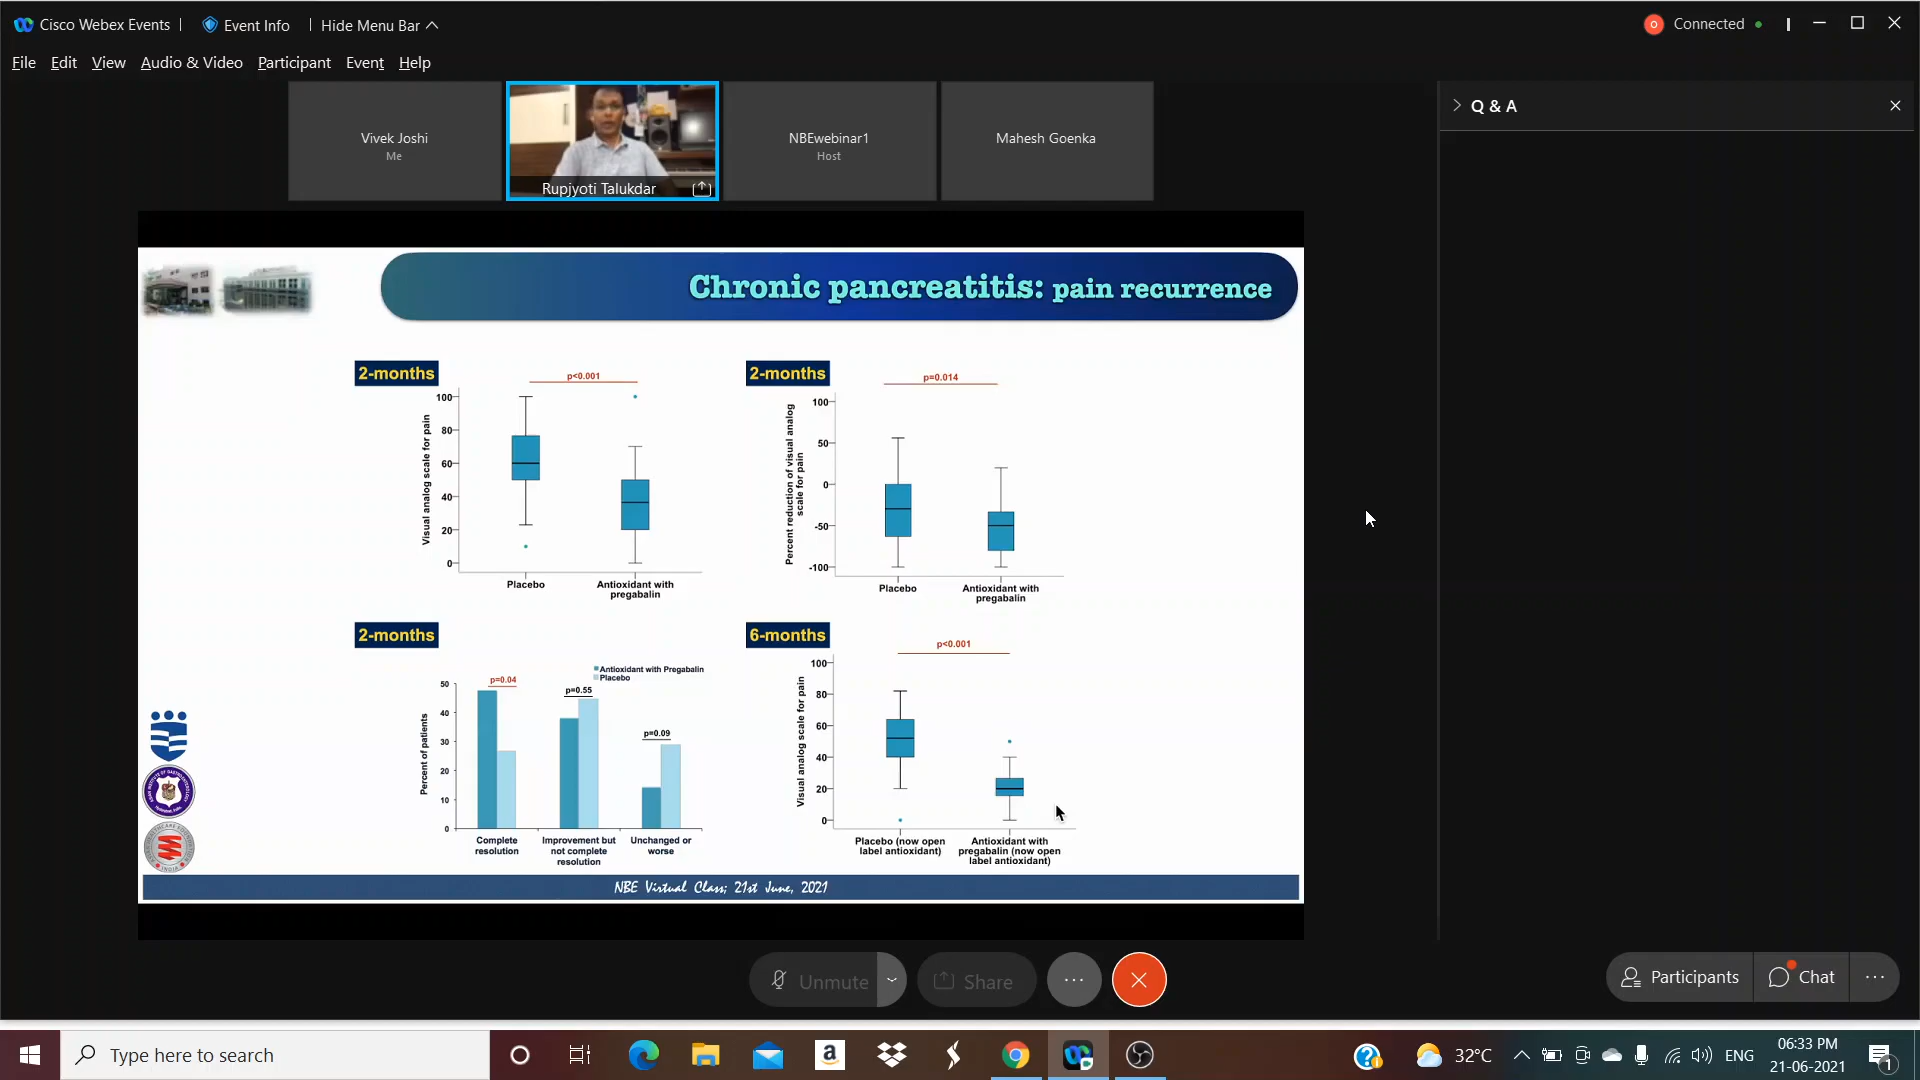 Cisco Webex Events
Event Info
Hide Menu Bar
Connected
File Edit View Audio & Video Participant Event Help
Vivek Joshi
Me
Rupjyoti Talukdar
NBEwebinar1
Host
Mahesh Goenka
Q & A
Chronic pancreatitis: pain recurrence
2-months
p<0.001
Visual analog scale for pain
100
80
60
40
20
0
Placebo
Antioxidant with
pregabalin
2-months
p=0.014
Percent reduction of visual analog
scale for pain
100
50
0
-50
-100
Placebo
Antioxidant with
pregabalin
2-months
Antioxidant with Pregabalin
Placebo
p=0.04
p=0.55
p=0.09
Percent of patients
50
40
30
20
10
0
Complete
resolution
Improvement but
not complete
resolution
Unchanged or
worse
6-months
p<0.001
Visual analog scale for pain
100
80
60
40
20
0
Placebo (now open
label antioxidant)
Antioxidant with
pregabalin (now open
label antioxidant)
NBE Virtual Class; 21st June, 2021
Unmute
Share
Participants
Chat
Type here to search
32°C
ENG
06:33 PM
21-06-2021
1